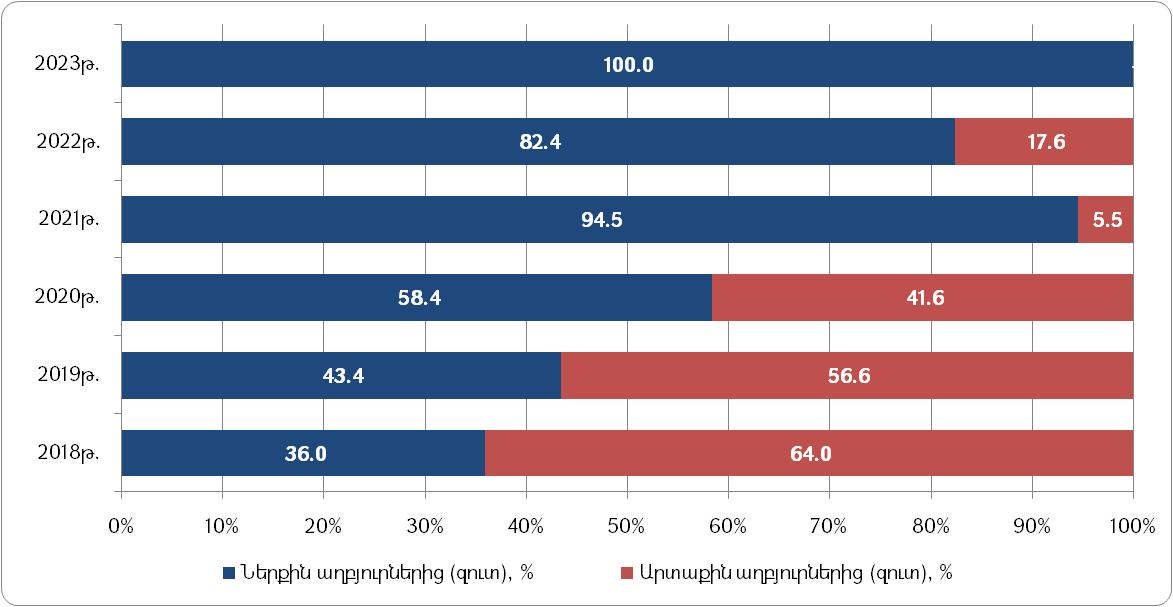 2023թ.
100.0
-
2022թ.
82.4 17.6
2021թ.
94.5 5.5
2020թ.
58.4 41.6
2019թ.
43.4 56.6
2018թ.
36.0 64.0
0% 10% 20% 30% 40% 50% 60% 70% 80% 90% 100%
Ներքին աղբյուրներից (զուտ), % Արտաքին աղբյուրներից (զուտ), %